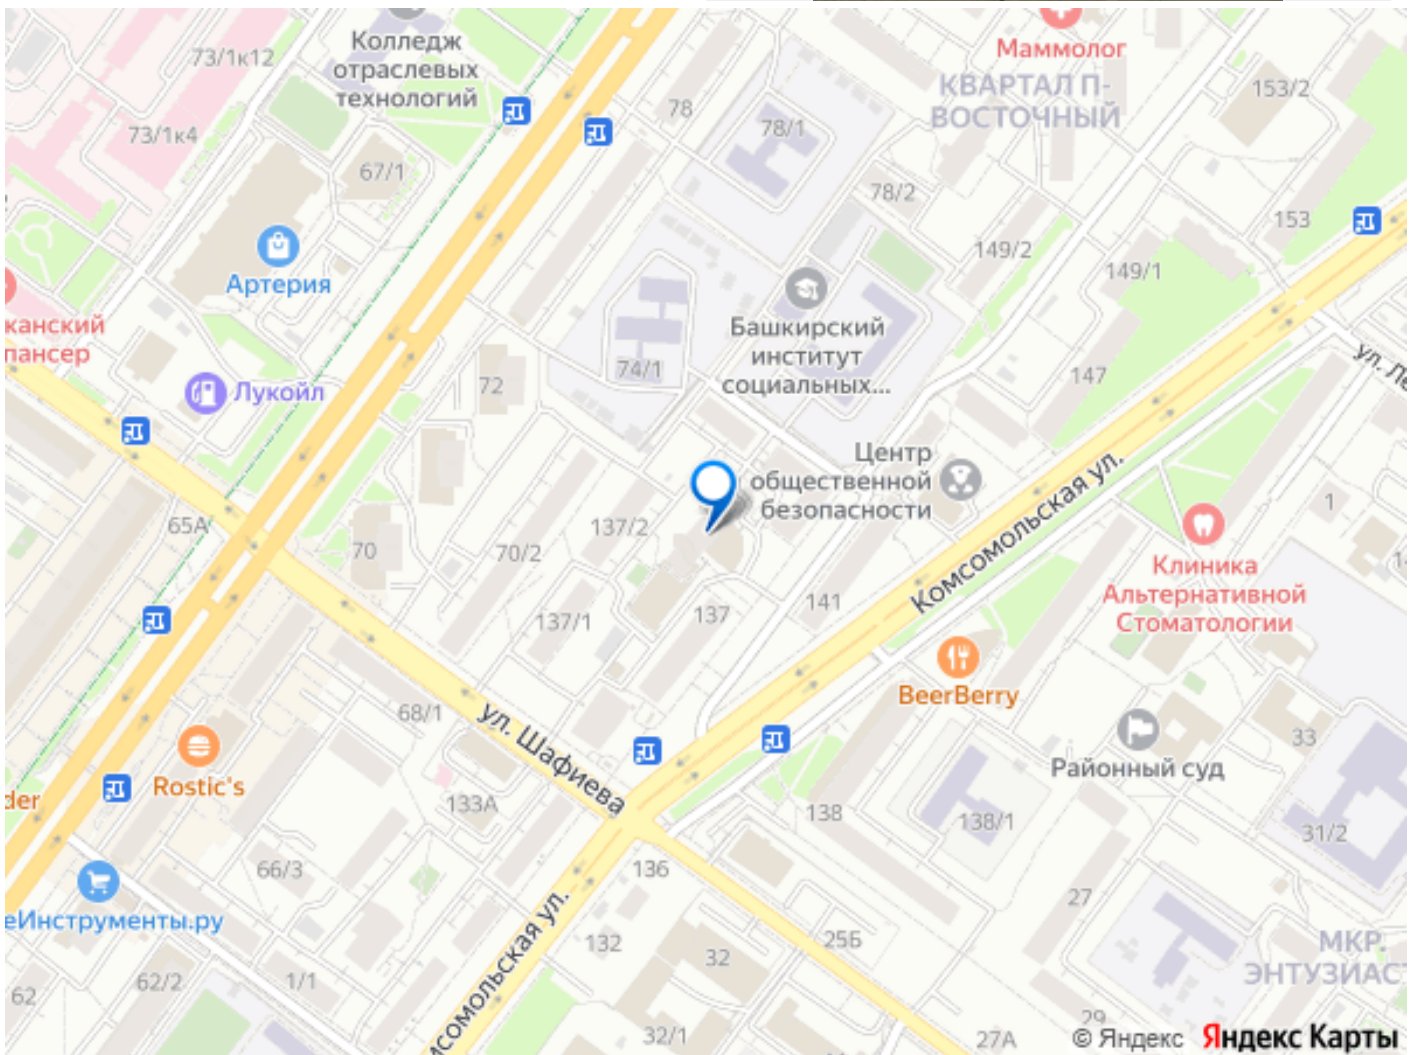 73/1к12
Колледж
отраслевых
технологий
Маммолог
КВАРТАЛ П-
ВОСТОЧНЫЙ
153/2
73/1к4
78
78/1
67/1
78/2
153
149/2
149/1
Артерия
канский
пансер
Башкирский
институт
социальных...
74/1
72
147
Лукойл
ул. Ле
Центр
общественной
безопасности
1
65А
137/2
70
70/2
Комсомольская ул.
Клиника
Альтернативной
Стоматологии
137/1
137
141
BeerBerry
68/1
ул. Шафиева
33
Районный суд
Rostic's
der
133А
138
138/1
31/2
66/3
136
27
еИнструменты.ру
132
32
25Б
МКР.
ЭНТУЗИАС
62
62/2
1/1
мсомольская ул.
32/1
27А
29
© Яндекс Яндекс Карты